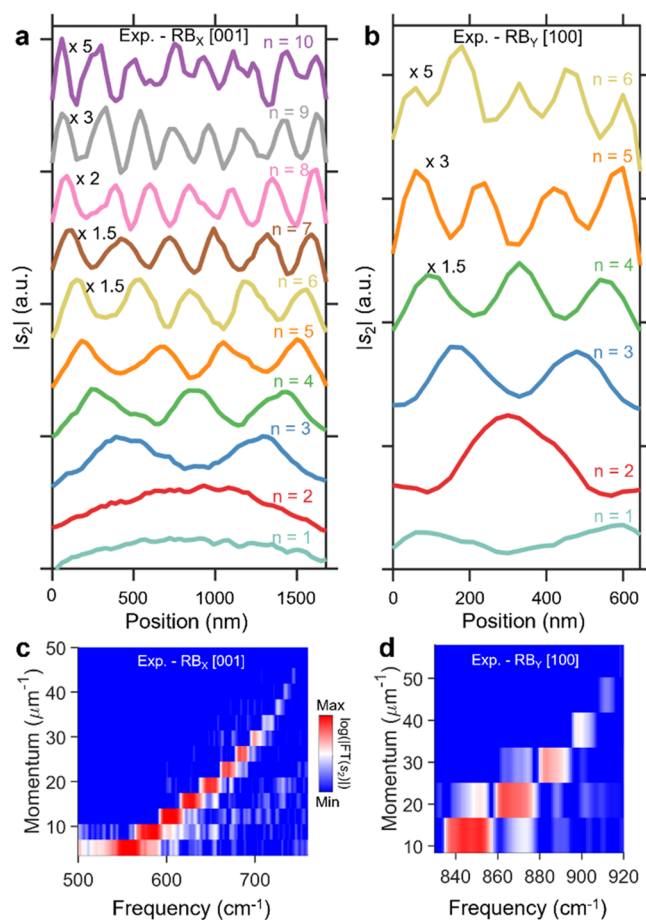 a
Exp. - RBX [001]
x 5
n = 10
x 3
n = 9
x 2
n = 8
x 1.5
n = 7
x 1.5
n = 6
n = 5
n = 4
n = 3
n = 2
n = 1
|s2| (a.u.)
0 500 1000 1500
Position (nm)
b
Exp. - RBY [100]
x 5
n = 6
x 3
n = 5
x 1.5
n = 4
n = 3
n = 2
n = 1
|s2| (a.u.)
0 200 400 600
Position (nm)
c
Exp. - RBX [001]
50
40
30
20
10
Momentum (μm⁻¹)
500 600 700
Frequency (cm⁻¹)
Max
log(|FT(s2)|)
Min
d
Exp. - RBY [100]
50
40
30
20
10
Momentum (μm⁻¹)
840 860 880 900 920
Frequency (cm⁻¹)